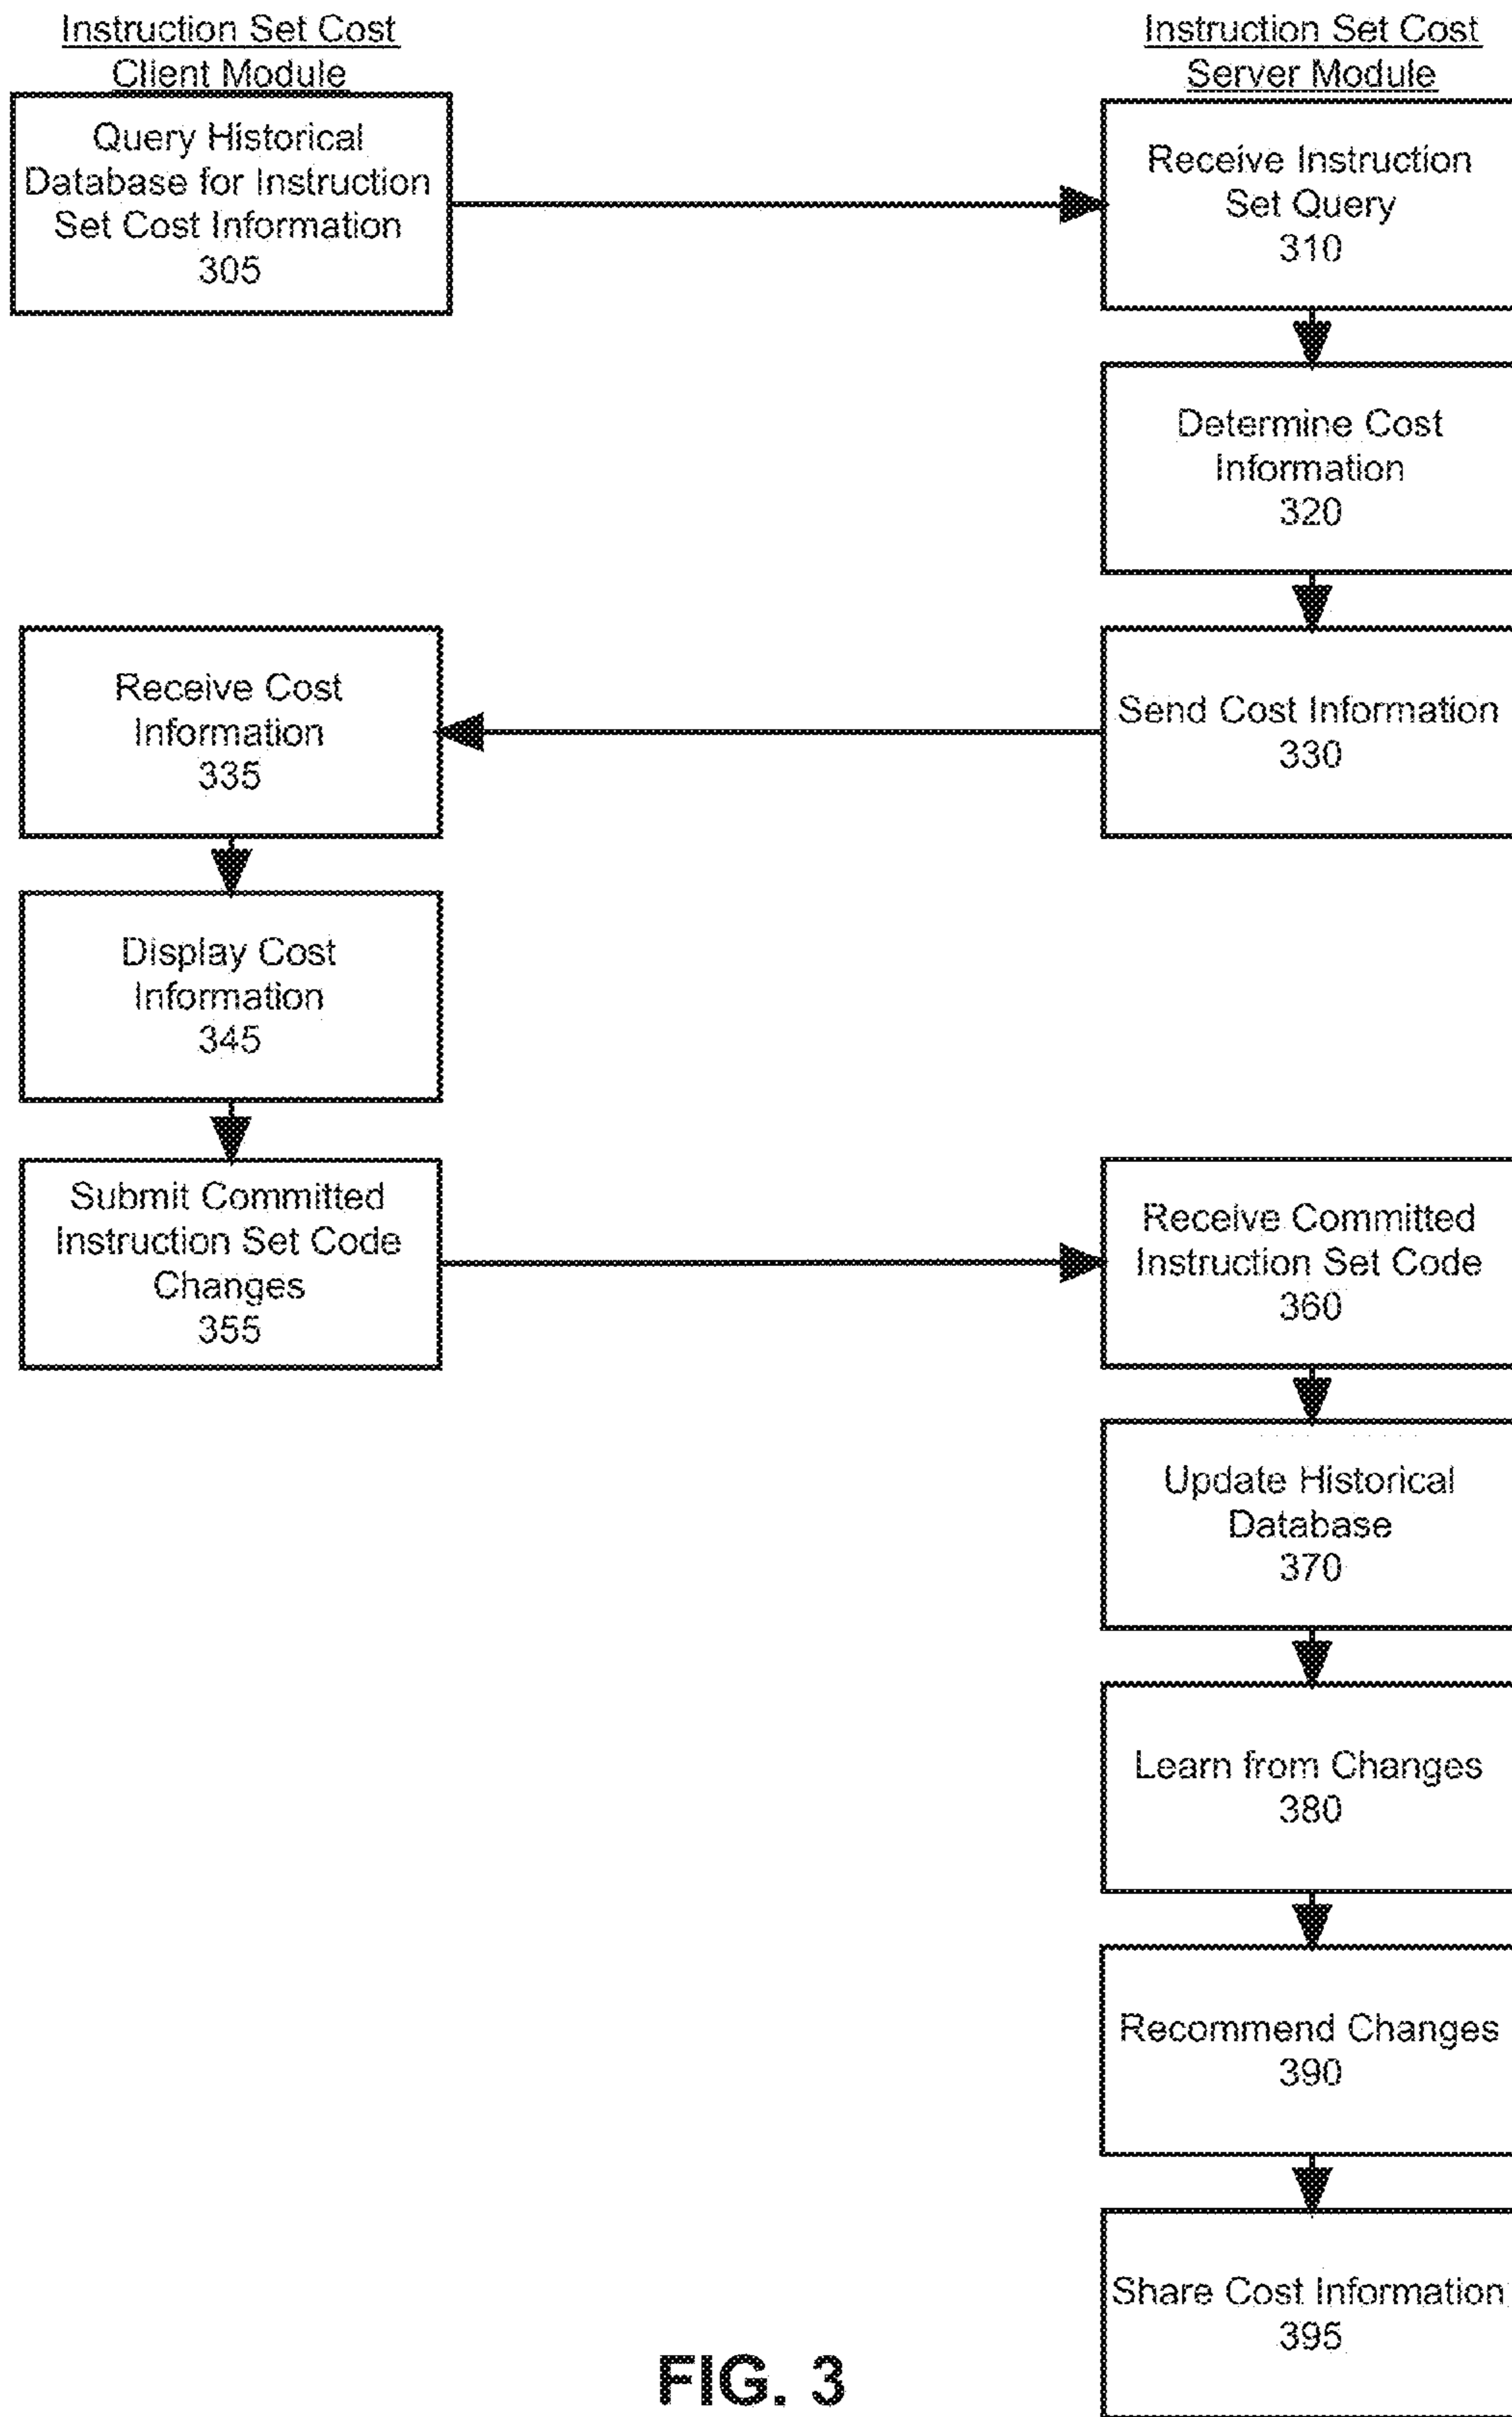 Instruction Set Cost
Client Module
Instruction Set Cost
Server Module
Query Historical
Database for Instruction
Set Cost Information
305
Receive Instruction
Set Query
310
Determine Cost
Information
320
Receive Cost
Information
335
Send Cost Information
330
Display Cost
Information
345
Submit Committed
Instruction Set Code
Changes
355
Receive Committed
Instruction Set Code
360
Update Historical
Database
370
Learn from Changes
380
Recommend Changes
390
Share Cost Information
395
FIG. 3